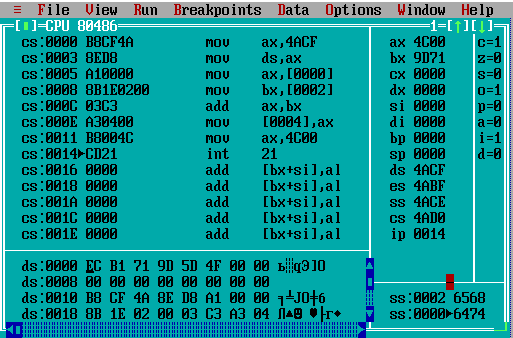 ≡ File View Run Breakpoints Data Options Window Help
[■]=CPU 80486 1=[↑][↓]
cs:0000 B8CF4A mov ax,4ACF ax 4C00 c=1
cs:0003 8ED8 mov ds,ax bx 9D71 z=0
cs:0005 A10000 mov ax,[0000] cx 0000 s=0
cs:0008 8B1E0200 mov bx,[0002] dx 0000 o=1
cs:000C 03C3 add ax,bx si 0000 p=0
cs:000E A30400 mov [0004],ax di 0000 a=0
cs:0011 B8004C mov ax,4C00 bp 0000 i=1
cs:0014►CD21 int 21 sp 0000 d=0
cs:0016 0000 add [bx+si],al ds 4ACF
cs:0018 0000 add [bx+si],al es 4ABF
cs:001A 0000 add [bx+si],al ss 4ACE
cs:001C 0000 add [bx+si],al cs 4AD0
cs:001E 0000 add [bx+si],al ip 0014
ds:0000 EC B1 71 9D 5D 4F 00 00 ь▒qЭ]O
ds:0008 00 00 00 00 00 00 00 00
ds:0010 B8 CF 4A 8E D8 A1 00 00 ╕╧JО╪б ss:0002 6568
ds:0018 8B 1E 02 00 03 C3 A3 04 Л▲☻ ♥├г♦ ss:0000►6474